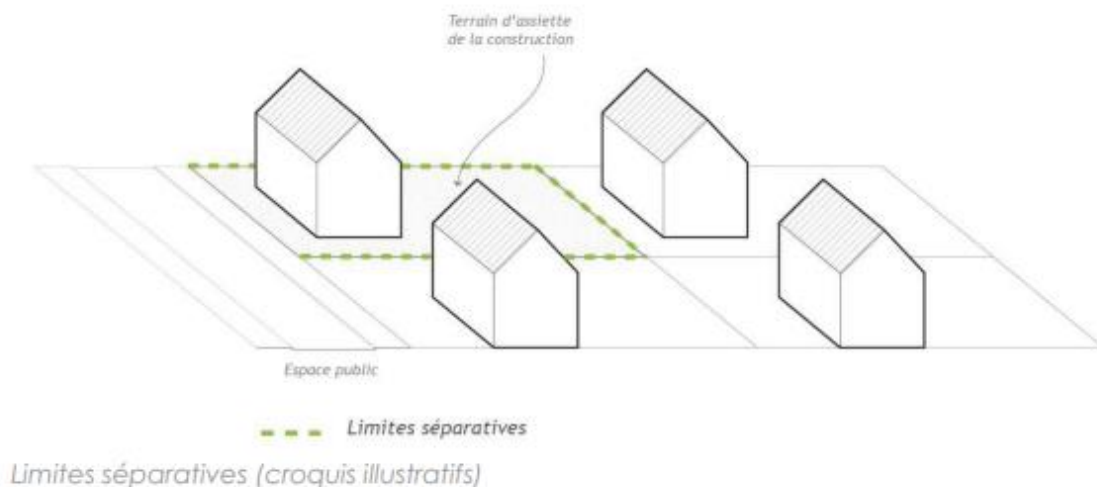 Terrain d'assiette
de la construction
Espace public
Limites séparatives
Limites séparatives (croquis illustratifs)